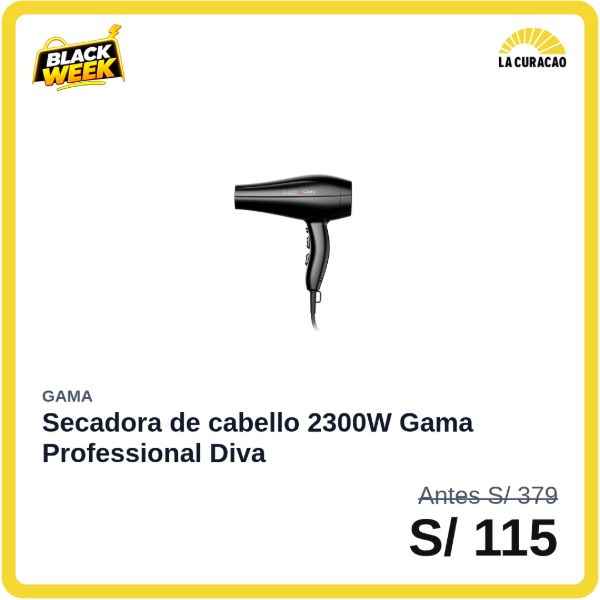 BLACK
WEEK
LA CURACAO
GAMA
Secadora de cabello 2300W Gama
Professional Diva
Antes S/ 379
S/ 115